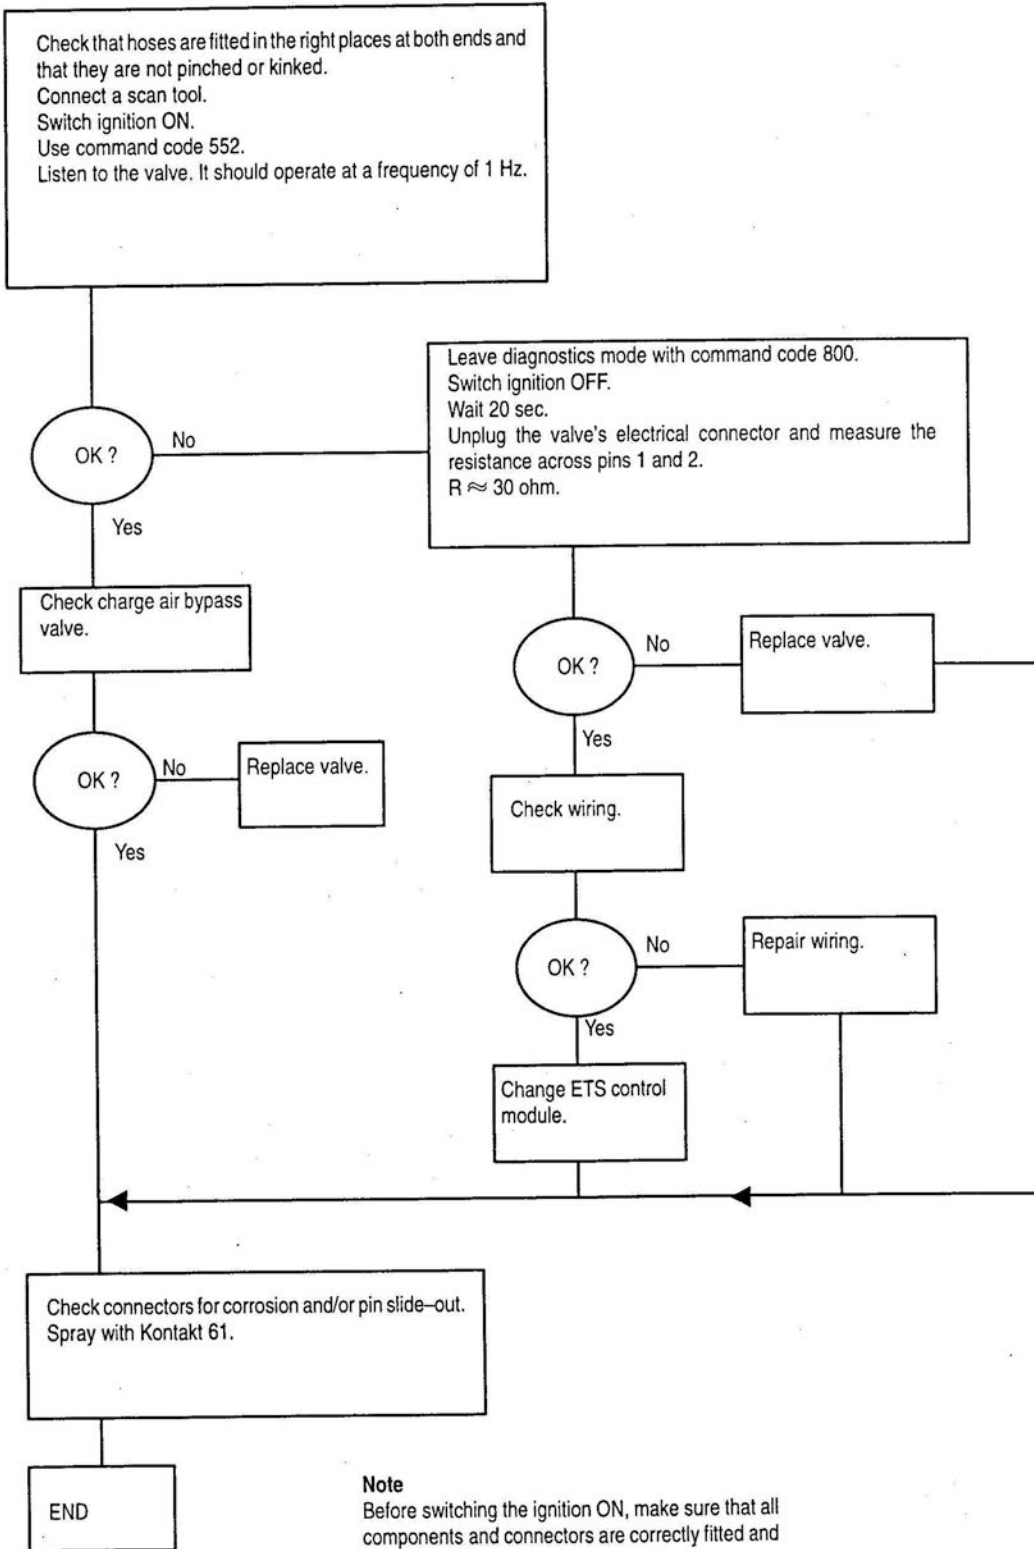 Check that hoses are fitted in the right places at both ends and
that they are not pinched or kinked.
Connect a scan tool.
Switch ignition ON.
Use command code 552.
Listen to the valve. It should operate at a frequency of 1 Hz.
Leave diagnostics mode with command code 800.
Switch ignition OFF.
Wait 20 sec.
Unplug the valve's electrical connector and measure the
resistance across pins 1 and 2.
R ≈ 30 ohm.
OK ?
No
Yes
Check charge air bypass
valve.
OK ?
No
Replace valve.
Yes
OK ?
No
Replace valve.
Yes
Check wiring.
OK ?
No
Repair wiring.
Yes
Change ETS control
module.
Check connectors for corrosion and/or pin slide–out.
Spray with Kontakt 61.
END
Note
Before switching the ignition ON, make sure that all
components and connectors are correctly fitted and